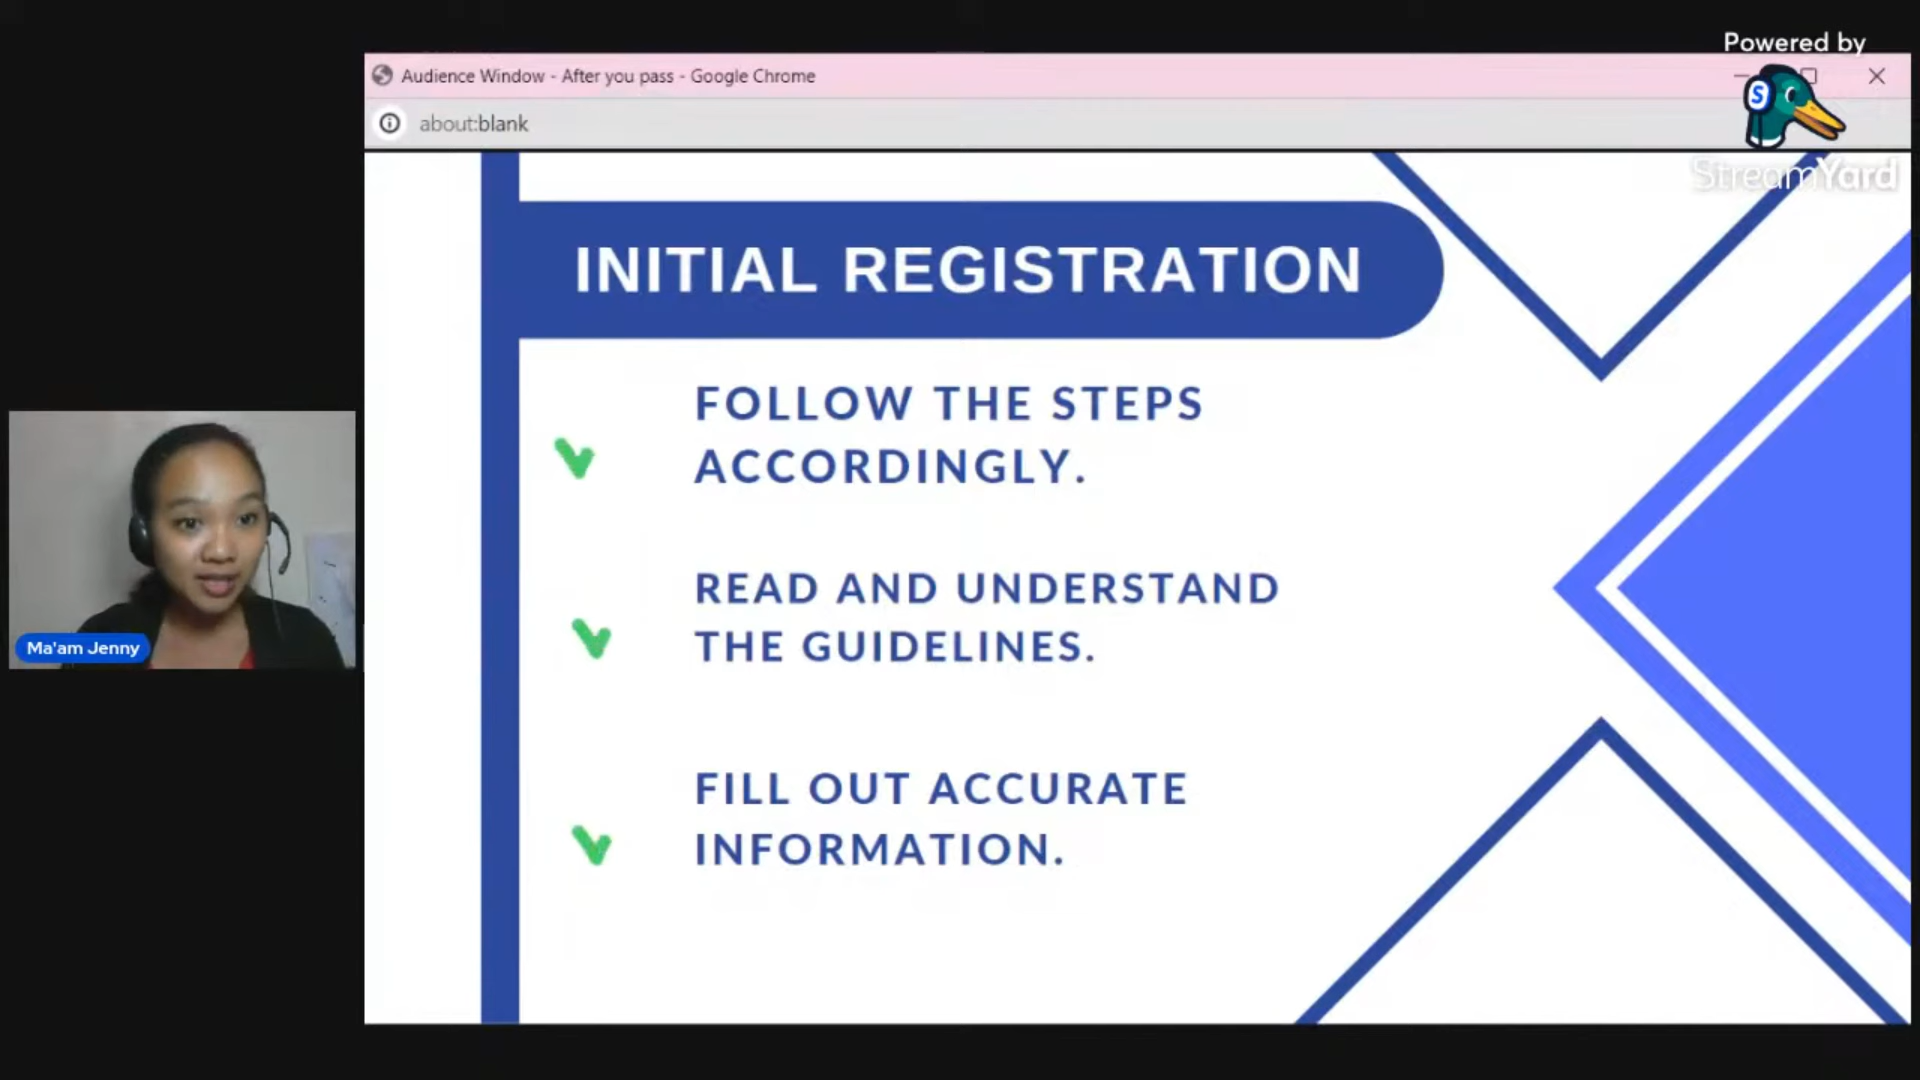 Powered by
StreamYard
Audience Window - After you pass - Google Chrome
about:blank
INITIAL REGISTRATION
FOLLOW THE STEPS
ACCORDINGLY.
READ AND UNDERSTAND
THE GUIDELINES.
FILL OUT ACCURATE
INFORMATION.
Ma'am Jenny
S